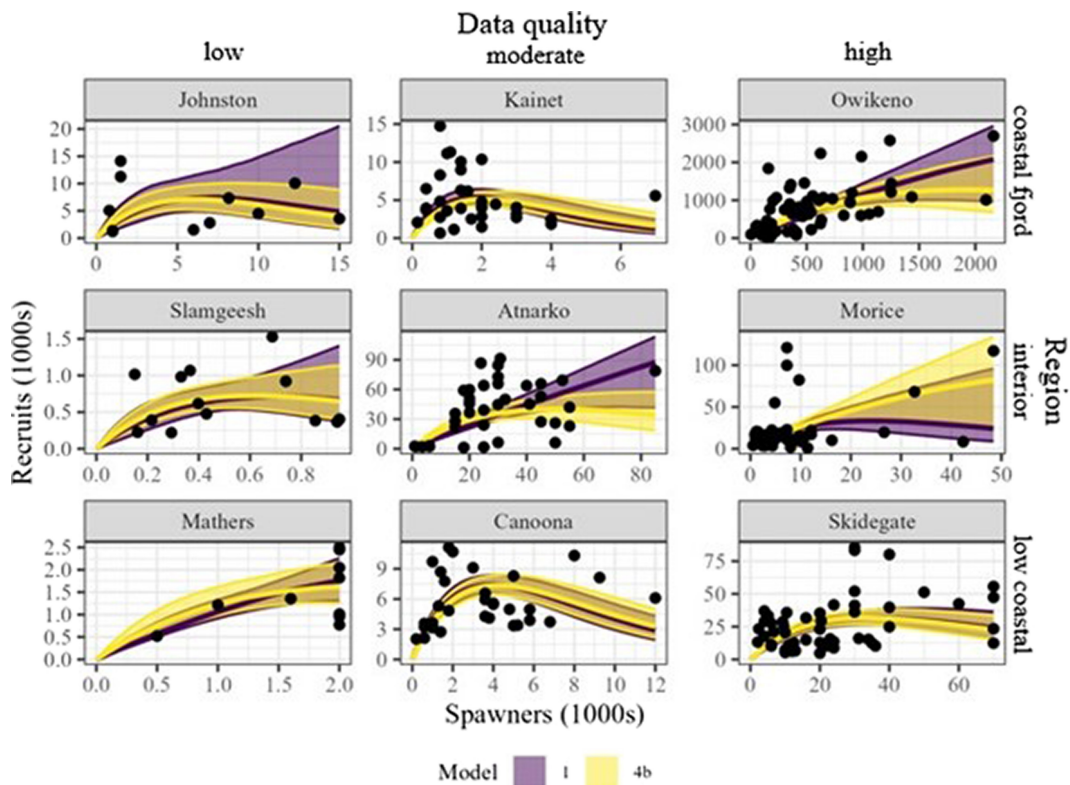 Data quality
low moderate high
Johnston Kainet Owikeno
20 15 10 5 0
15 10 5 0
3000 2000 1000 0
coastal fjord
0 5 10 15
0 2 4 6
0 500 1000 1500 2000
Slamgeesh Atnarko Morice
1.5 1.0 0.5 0.0
90 60 30 0
100 50 0
interior
Region
Recruits (1000s)
0.0 0.2 0.4 0.6 0.8
0 20 40 60 80
0 10 20 30 40 50
Mathers Canoona Skidegate
2.5 2.0 1.5 1.0 0.5 0.0
9 6 3 0
75 50 25 0
low coastal
0.0 0.5 1.0 1.5 2.0
0 2 4 6 8 10 12
0 20 40 60
Spawners (1000s)
Model 1 4b